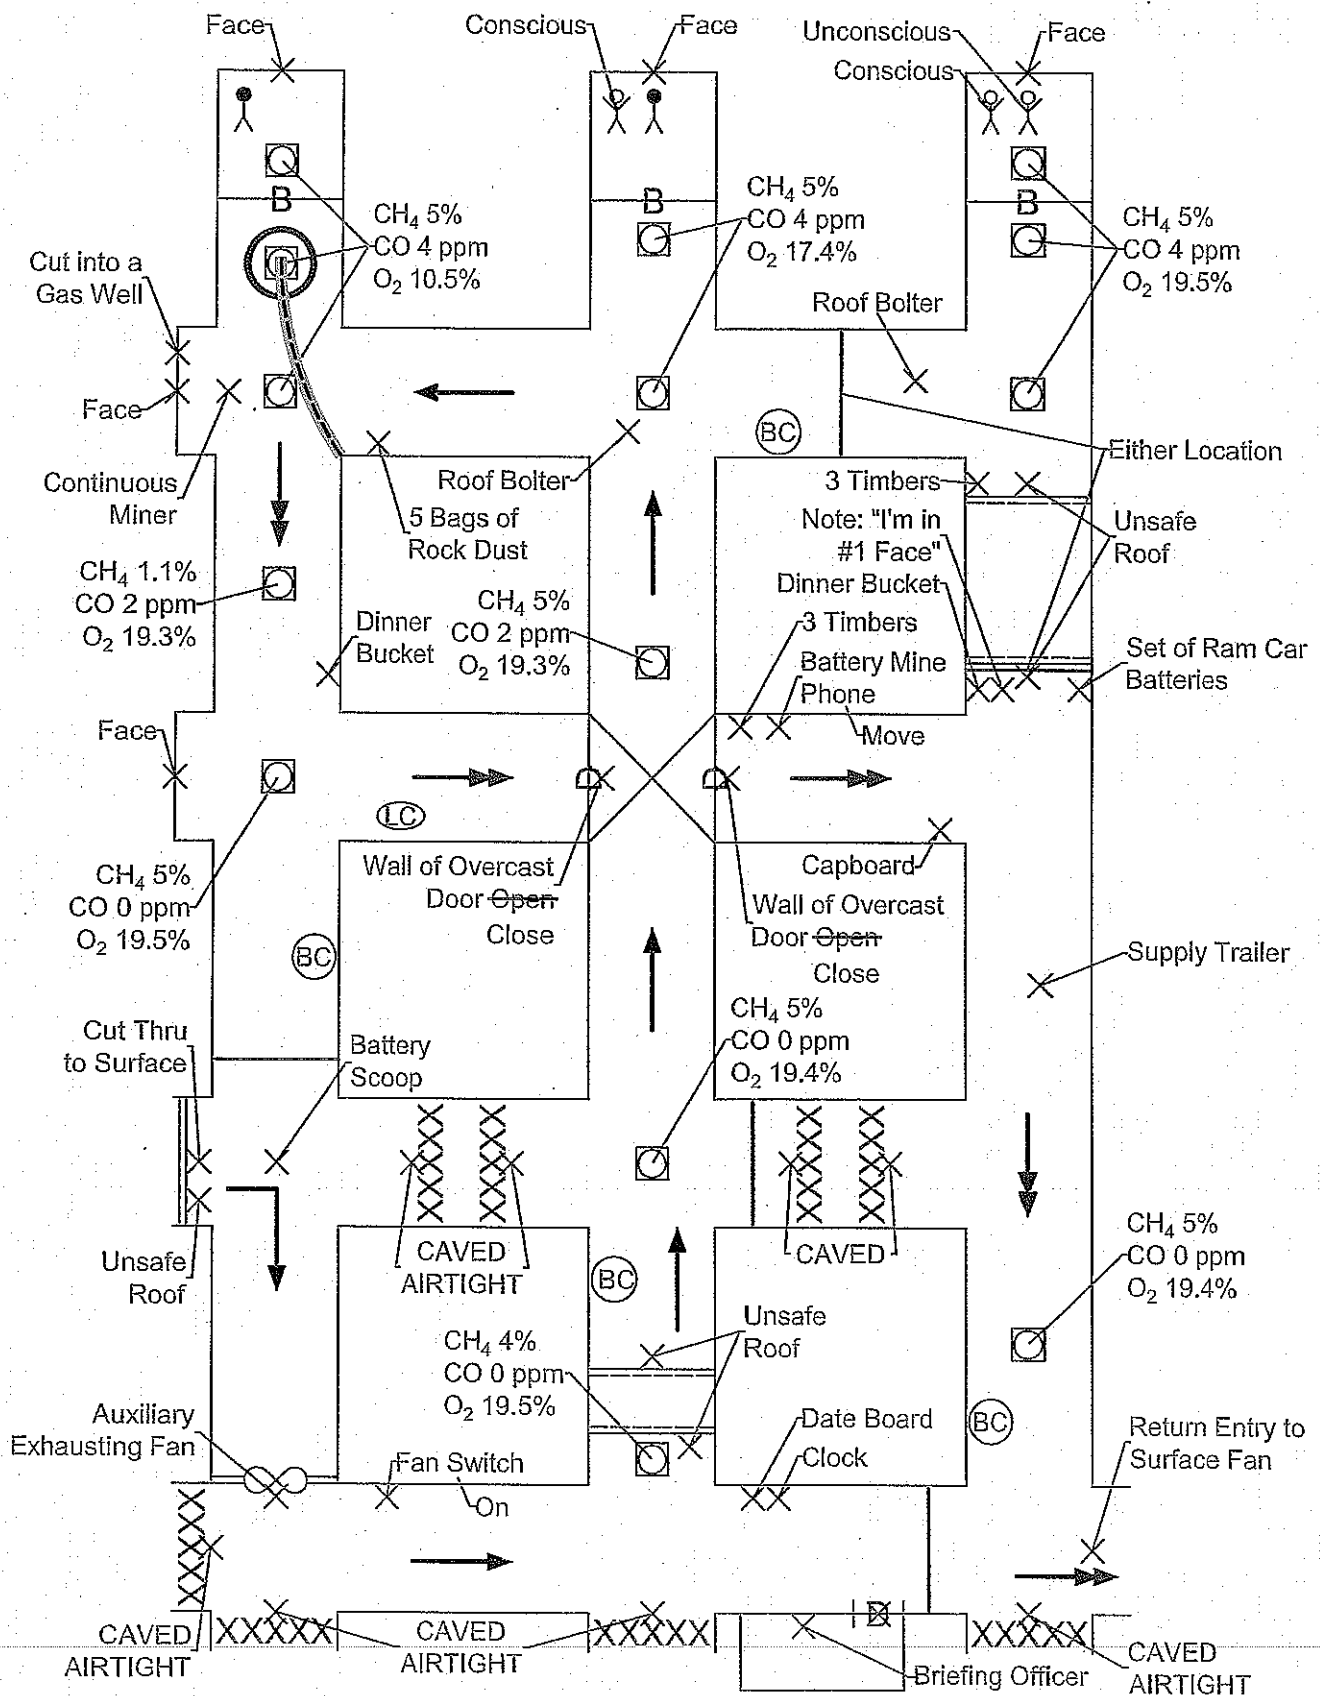 Face
Conscious
Face
Unconscious
Conscious
Face
B
B
B
CH₄ 5%
CO 4 ppm
O₂ 10.5%
CH₄ 5%
CO 4 ppm
O₂ 17.4%
CH₄ 5%
CO 4 ppm
O₂ 19.5%
Cut into a
Gas Well
Roof Bolter
Face
BC
Either Location
Continuous
Miner
Roof Bolter
3 Timbers
5 Bags of
Rock Dust
Note: "I'm in
#1 Face"
Unsafe
Roof
CH₄ 1.1%
CO 2 ppm
O₂ 19.3%
Dinner Bucket
CH₄ 5%
CO 2 ppm
O₂ 19.3%
Dinner
Bucket
3 Timbers
Battery Mine
Phone
Move
Set of Ram Car
Batteries
Face
D
D
LC
Wall of Overcast
Door Open
Close
Capboard
Wall of Overcast
Door Open
Close
CH₄ 5%
CO 0 ppm
O₂ 19.5%
BC
Supply Trailer
CH₄ 5%
CO 0 ppm
O₂ 19.4%
Cut Thru
to Surface
Battery
Scoop
Unsafe
Roof
CAVED
AIRTIGHT
BC
CAVED
CH₄ 5%
CO 0 ppm
O₂ 19.4%
Unsafe
Roof
CH₄ 4%
CO 0 ppm
O₂ 19.5%
Auxiliary
Exhausting Fan
Fan Switch
On
Date Board
Clock
BC
Return Entry to
Surface Fan
D
CAVED
AIRTIGHT
CAVED
AIRTIGHT
Briefing Officer
CAVED
AIRTIGHT